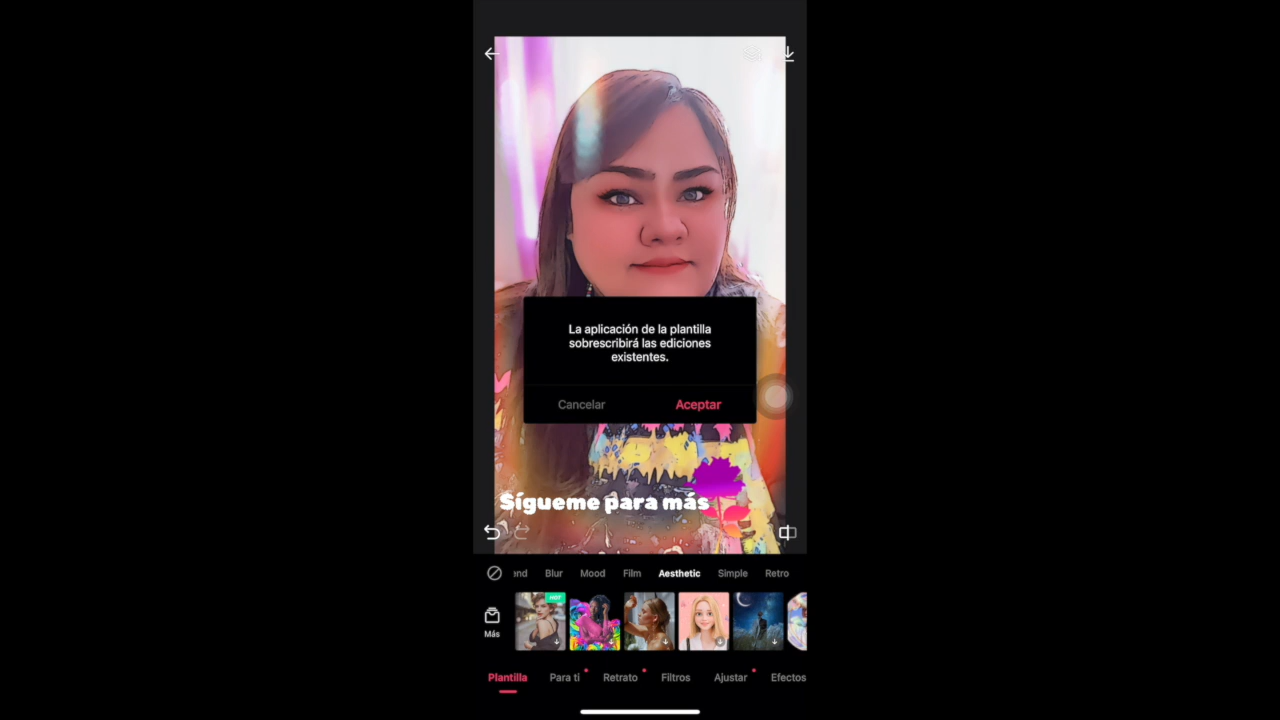 La aplicación de la plantilla
sobrescribirá las ediciones
existentes.
Cancelar Aceptar
Sígueme para más
end Blur Mood Film Aesthetic Simple Retro
HOT
Más
Plantilla Para ti Retrato Filtros Ajustar Efectos